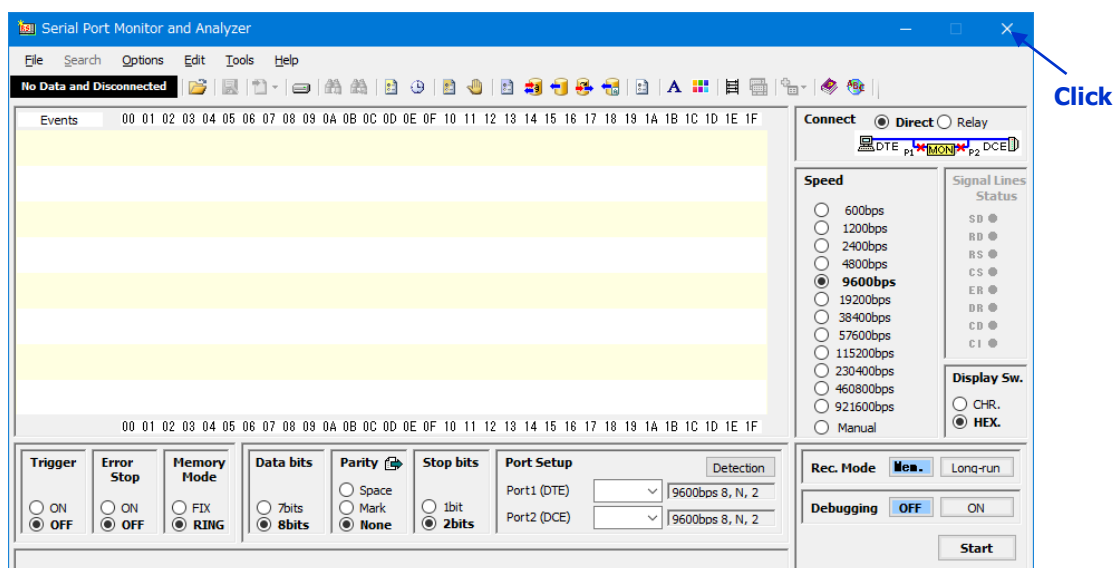 Serial Port Monitor and Analyzer
File Search Options Edit Tools Help
No Data and Disconnected
Click
Events 00 01 02 03 04 05 06 07 08 09 0A 0B 0C 0D 0E 0F 10 11 12 13 14 15 16 17 18 19 1A 1B 1C 1D 1E 1F
00 01 02 03 04 05 06 07 08 09 0A 0B 0C 0D 0E 0F 10 11 12 13 14 15 16 17 18 19 1A 1B 1C 1D 1E 1F
Connect Direct Relay
DTE P1 MON P2 DCE
Speed
600bps
1200bps
2400bps
4800bps
9600bps
19200bps
38400bps
57600bps
115200bps
230400bps
460800bps
921600bps
Manual
Signal Lines
Status
SD
RD
RS
CS
ER
DR
CD
CI
Display Sw.
CHR.
HEX.
Trigger
ON
OFF
Error
Stop
ON
OFF
Memory
Mode
FIX
RING
Data bits
7bits
8bits
Parity
Space
Mark
None
Stop bits
1bit
2bits
Port Setup Detection
Port1 (DTE) 9600bps 8, N, 2
Port2 (DCE) 9600bps 8, N, 2
Rec. Mode Mem. Long-run
Debugging OFF ON
Start